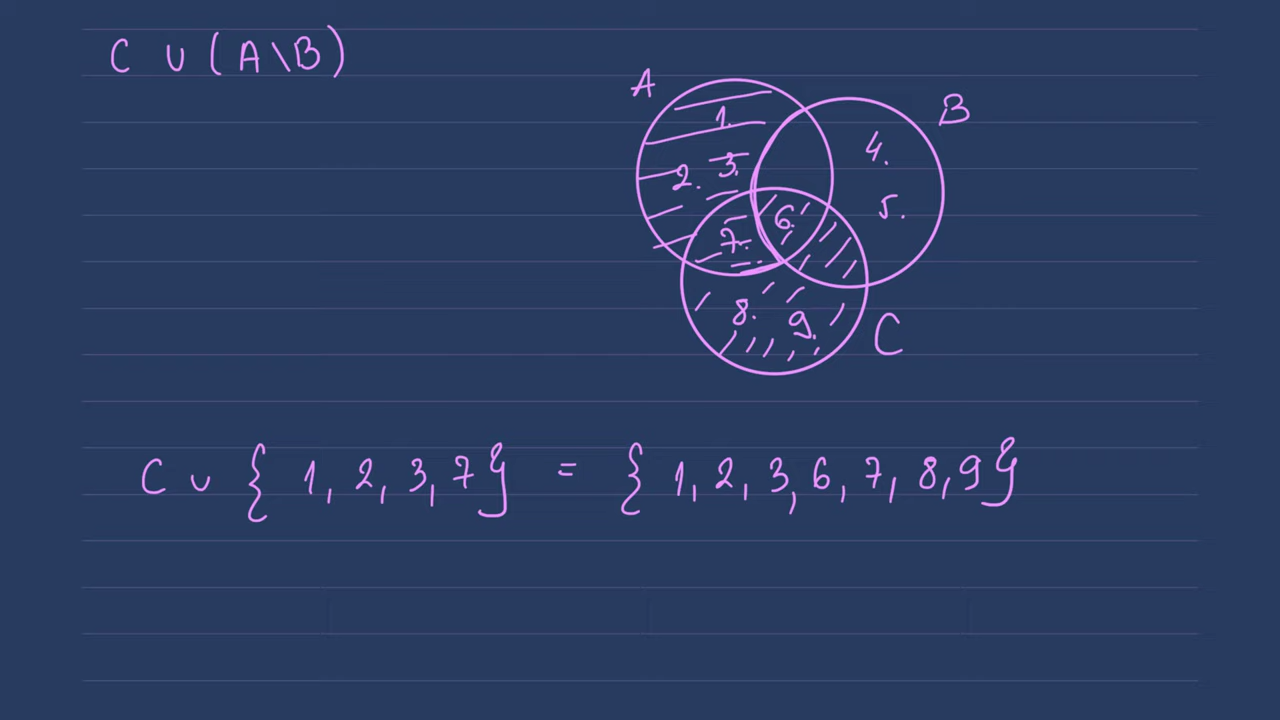 C ∪ (A\B)
A
B
1.
4.
2. 3.
5.
6.
7.
8. 9.
C
C ∪ { 1, 2, 3, 7} = { 1, 2, 3, 6, 7, 8, 9}